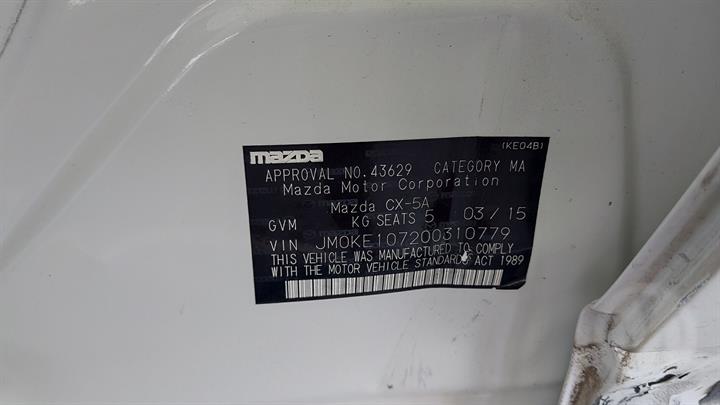 mazda
(KE04B)
APPROVAL NO.43629 CATEGORY MA
Mazda Motor Corporation
Mazda CX-5A
GVM KG SEATS 5 03/15
VIN JM0KE107200310779
THIS VEHICLE WAS MANUFACTURED TO COMPLY
WITH THE MOTOR VEHICLE STANDARDS ACT 1989